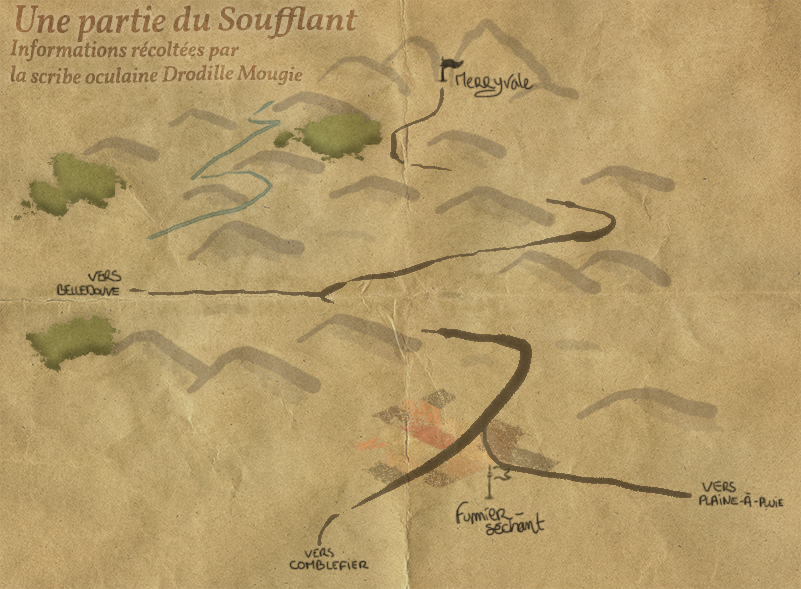 Une partie du Soufflant
Informations récoltées par
la scribe oculaine Drodille Mougie
Merryvale
VERS
BELLEDOUVE
VERS
PLAINE-À-PLUIE
Fumier-
séchant
VERS
COMBLEFIER